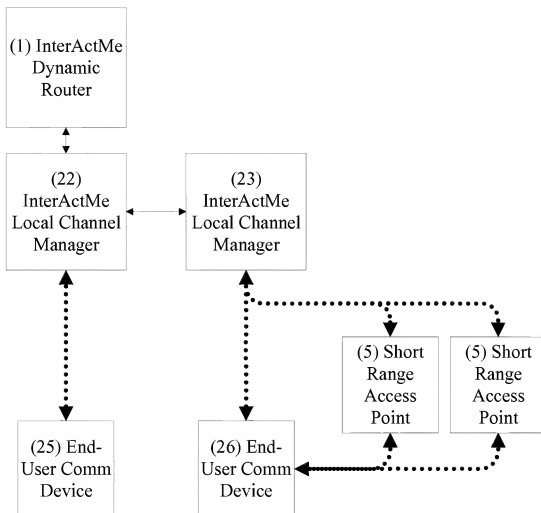 (1) InterActMe
Dynamic
Router
(22)
InterActMe
Local Channel
Manager
(23)
InterActMe
Local Channel
Manager
(5) Short
Range
Access
Point
(5) Short
Range
Access
Point
(25) End-
User Comm
Device
(26) End-
User Comm
Device